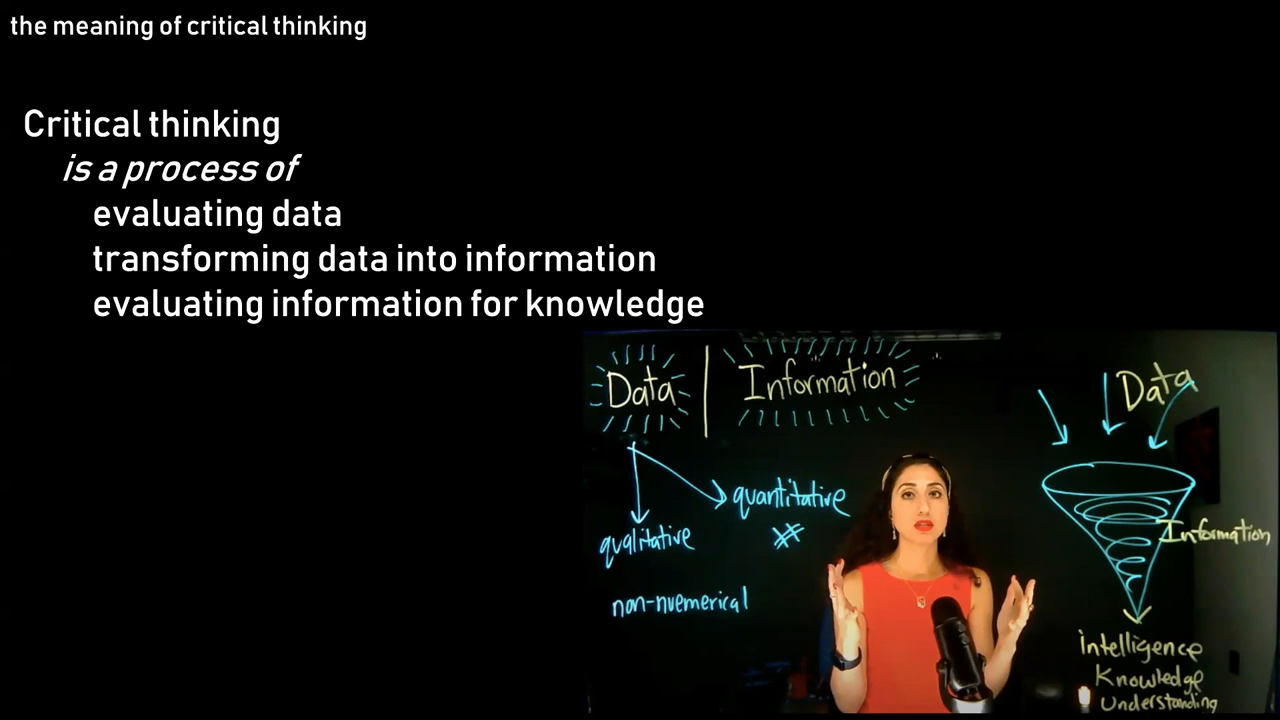 the meaning of critical thinking
Critical thinking
is a process of
evaluating data
transforming data into information
evaluating information for knowledge
Data
Information
quantitative
#
qualitative
non-nuemerical
Data
Information
intelligence
Knowledge
Understanding